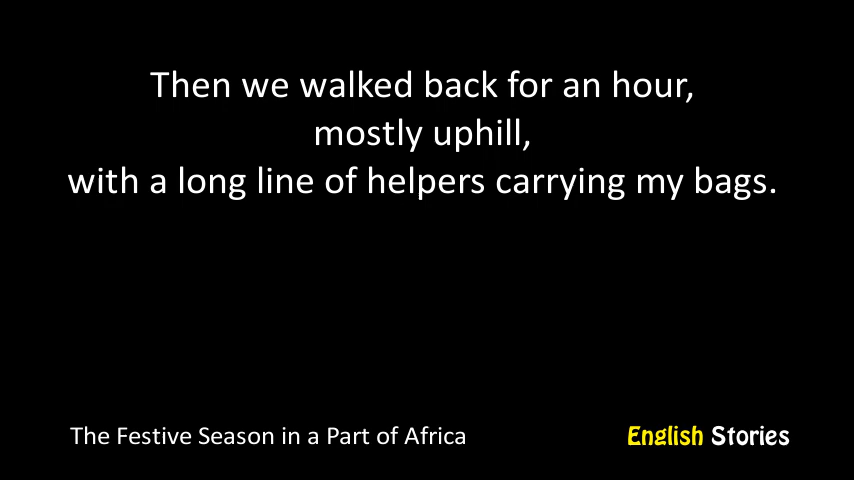 Then we walked back for an hour,
mostly uphill,
with a long line of helpers carrying my bags.
The Festive Season in a Part of Africa
English Stories